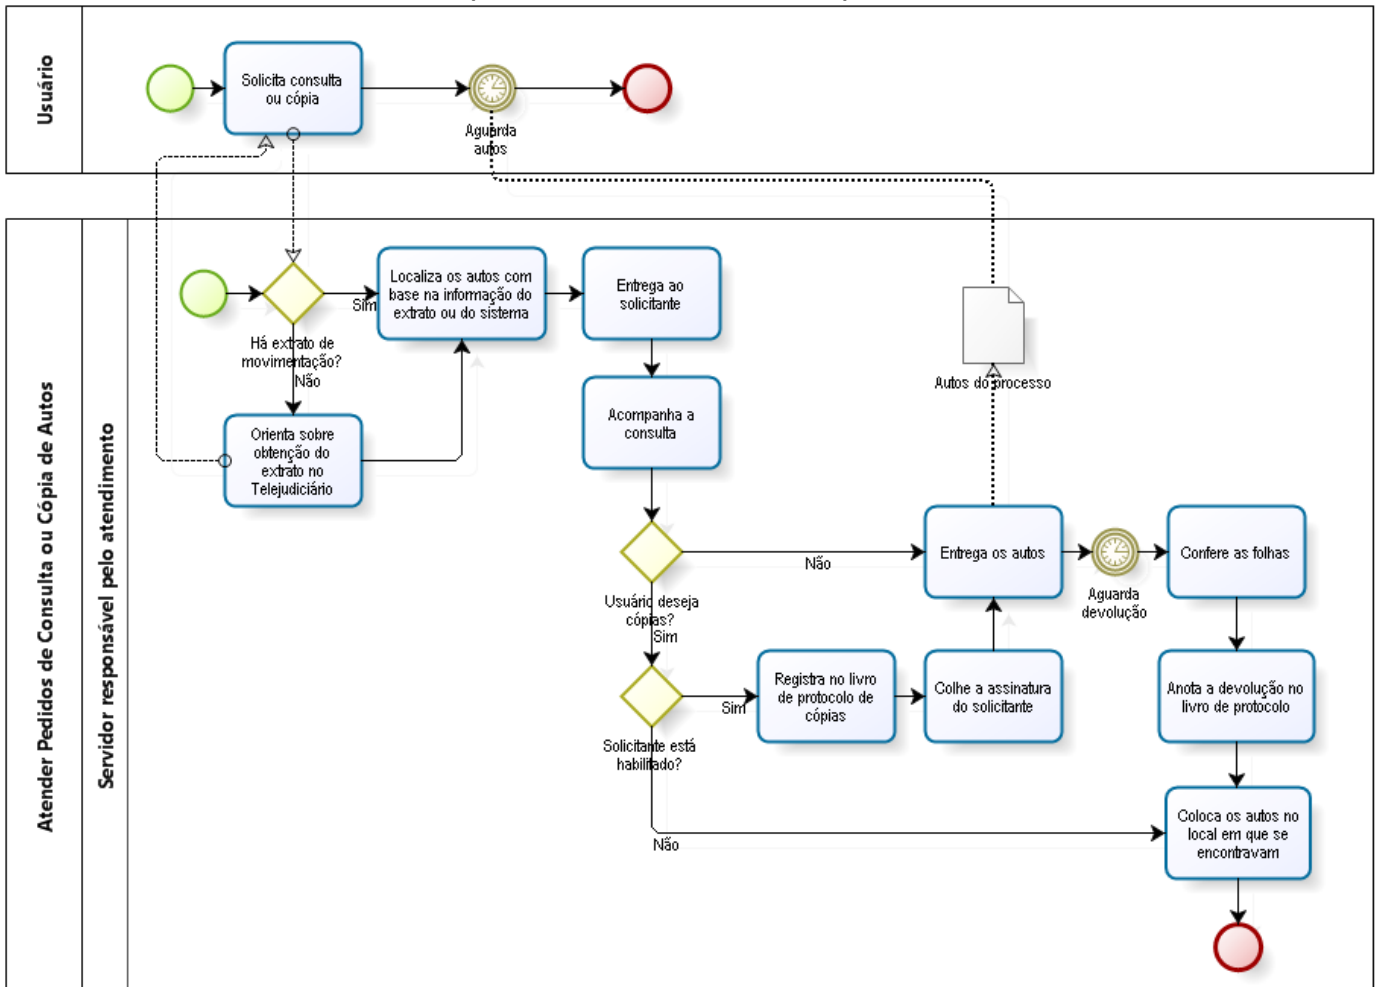 Usuário
Solicita consulta
ou cópia
Aguarda
autos
Atender Pedidos de Consulta ou Cópia de Autos
Servidor responsável pelo atendimento
Há extrato de
movimentação?
Sim
Não
Localiza os autos com
base na informação do
extrato ou do sistema
Entrega ao
solicitante
Orienta sobre
obtenção do
extrato no
Telejudiciário
Acompanha a
consulta
Autos do processo
Usuário deseja
cópias?
Não
Sim
Entrega os autos
Aguarda
devolução
Confere as folhas
Solicitante está
habilitado?
Sim
Não
Registra no livro
de protocolo de
cópias
Colhe a assinatura
do solicitante
Anota a devolução no
livro de protocolo
Coloca os autos no
local em que se
encontravam